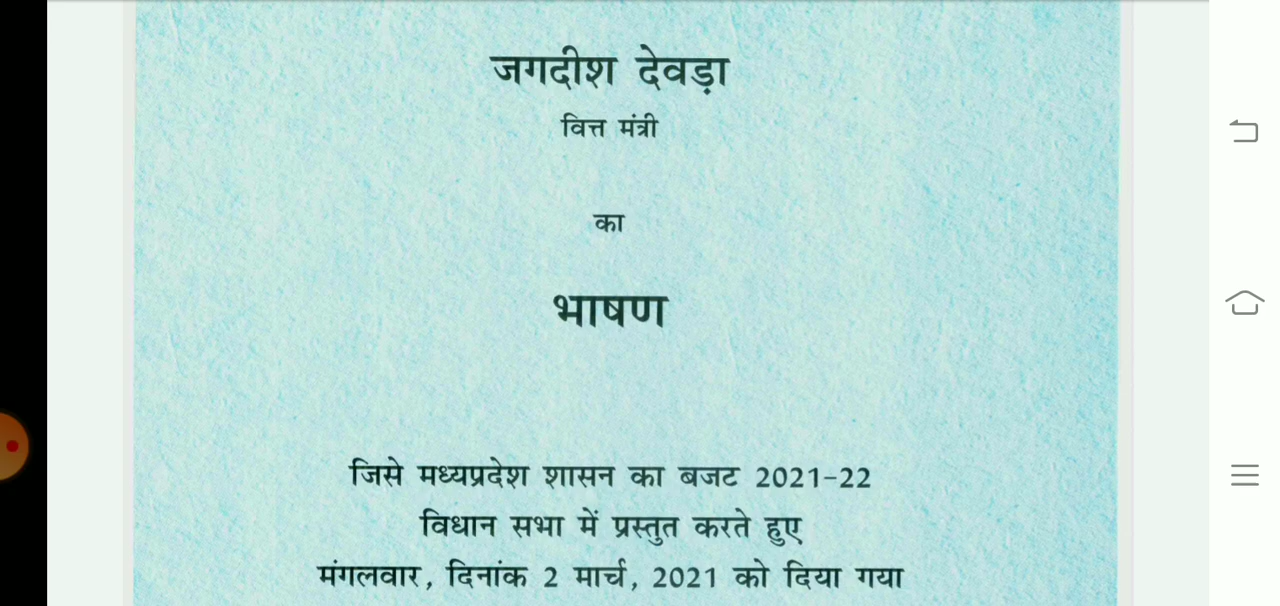 जगदीश देवड़ा
वित्त मंत्री
का
भाषण
जिसे मध्यप्रदेश शासन का बजट 2021-22
विधान सभा में प्रस्तुत करते हुए
मंगलवार, दिनांक 2 मार्च, 2021 को दिया गया